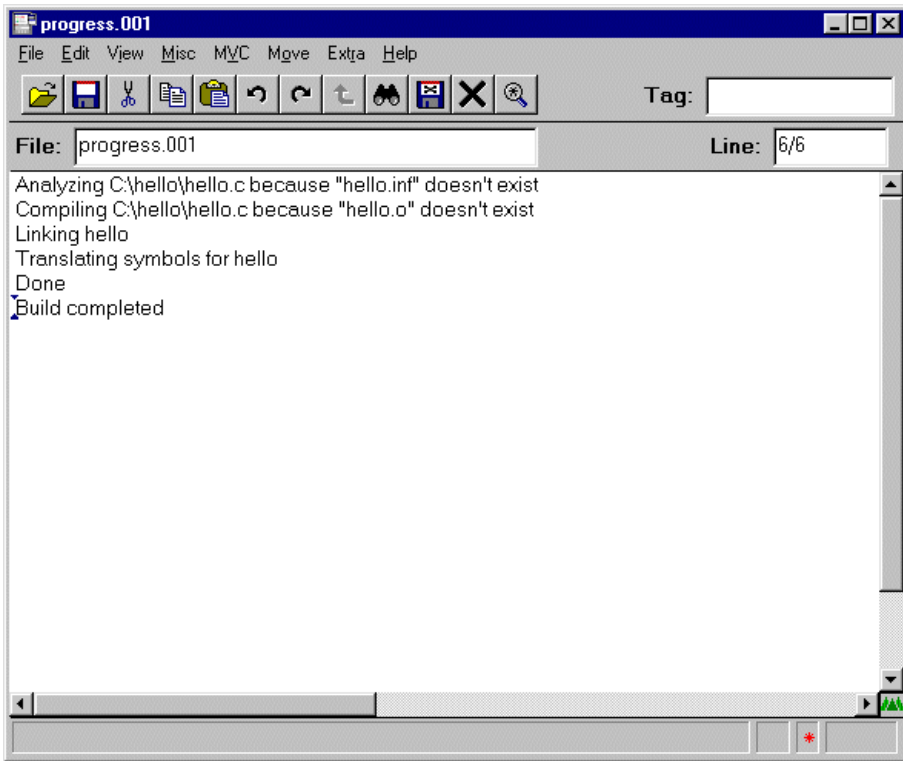 progress.001
File Edit View Misc MVC Move Extra Help
Tag:
File: progress.001 Line: 6/6
Analyzing C:\hello\hello.c because "hello.inf" doesn't exist
Compiling C:\hello\hello.c because "hello.o" doesn't exist
Linking hello
Translating symbols for hello
Done
Build completed